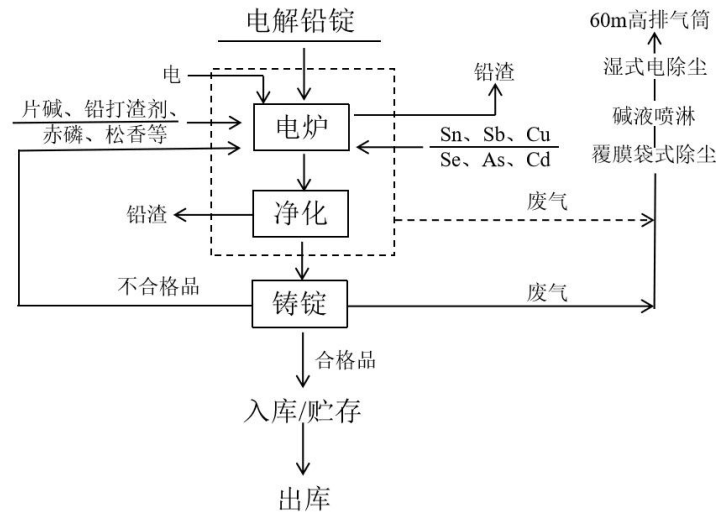 电解铅锭
60m高排气筒
湿式电除尘
碱液喷淋
覆膜袋式除尘
电
铅渣
片碱、铅打渣剂、
赤磷、松香等
电炉
Sn、Sb、Cu
Se、As、Cd
铅渣
净化
废气
不合格品
铸锭
废气
合格品
入库/贮存
出库